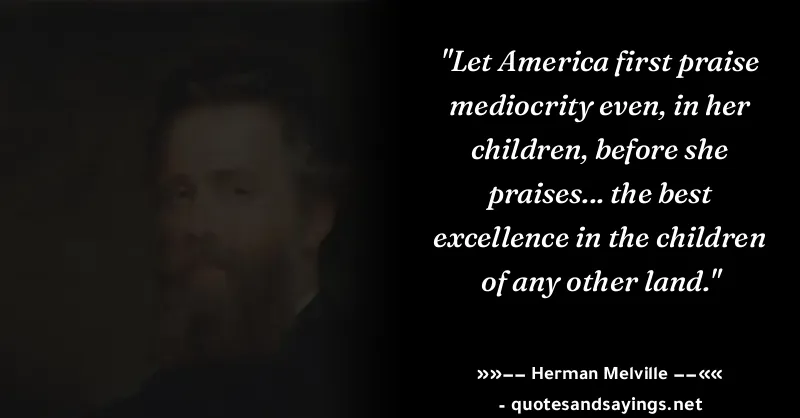 "Let America first praise
mediocrity even, in her
children, before she
praises... the best
excellence in the children
of any other land."
»»–– Herman Melville ––««
- quotesandsayings.net